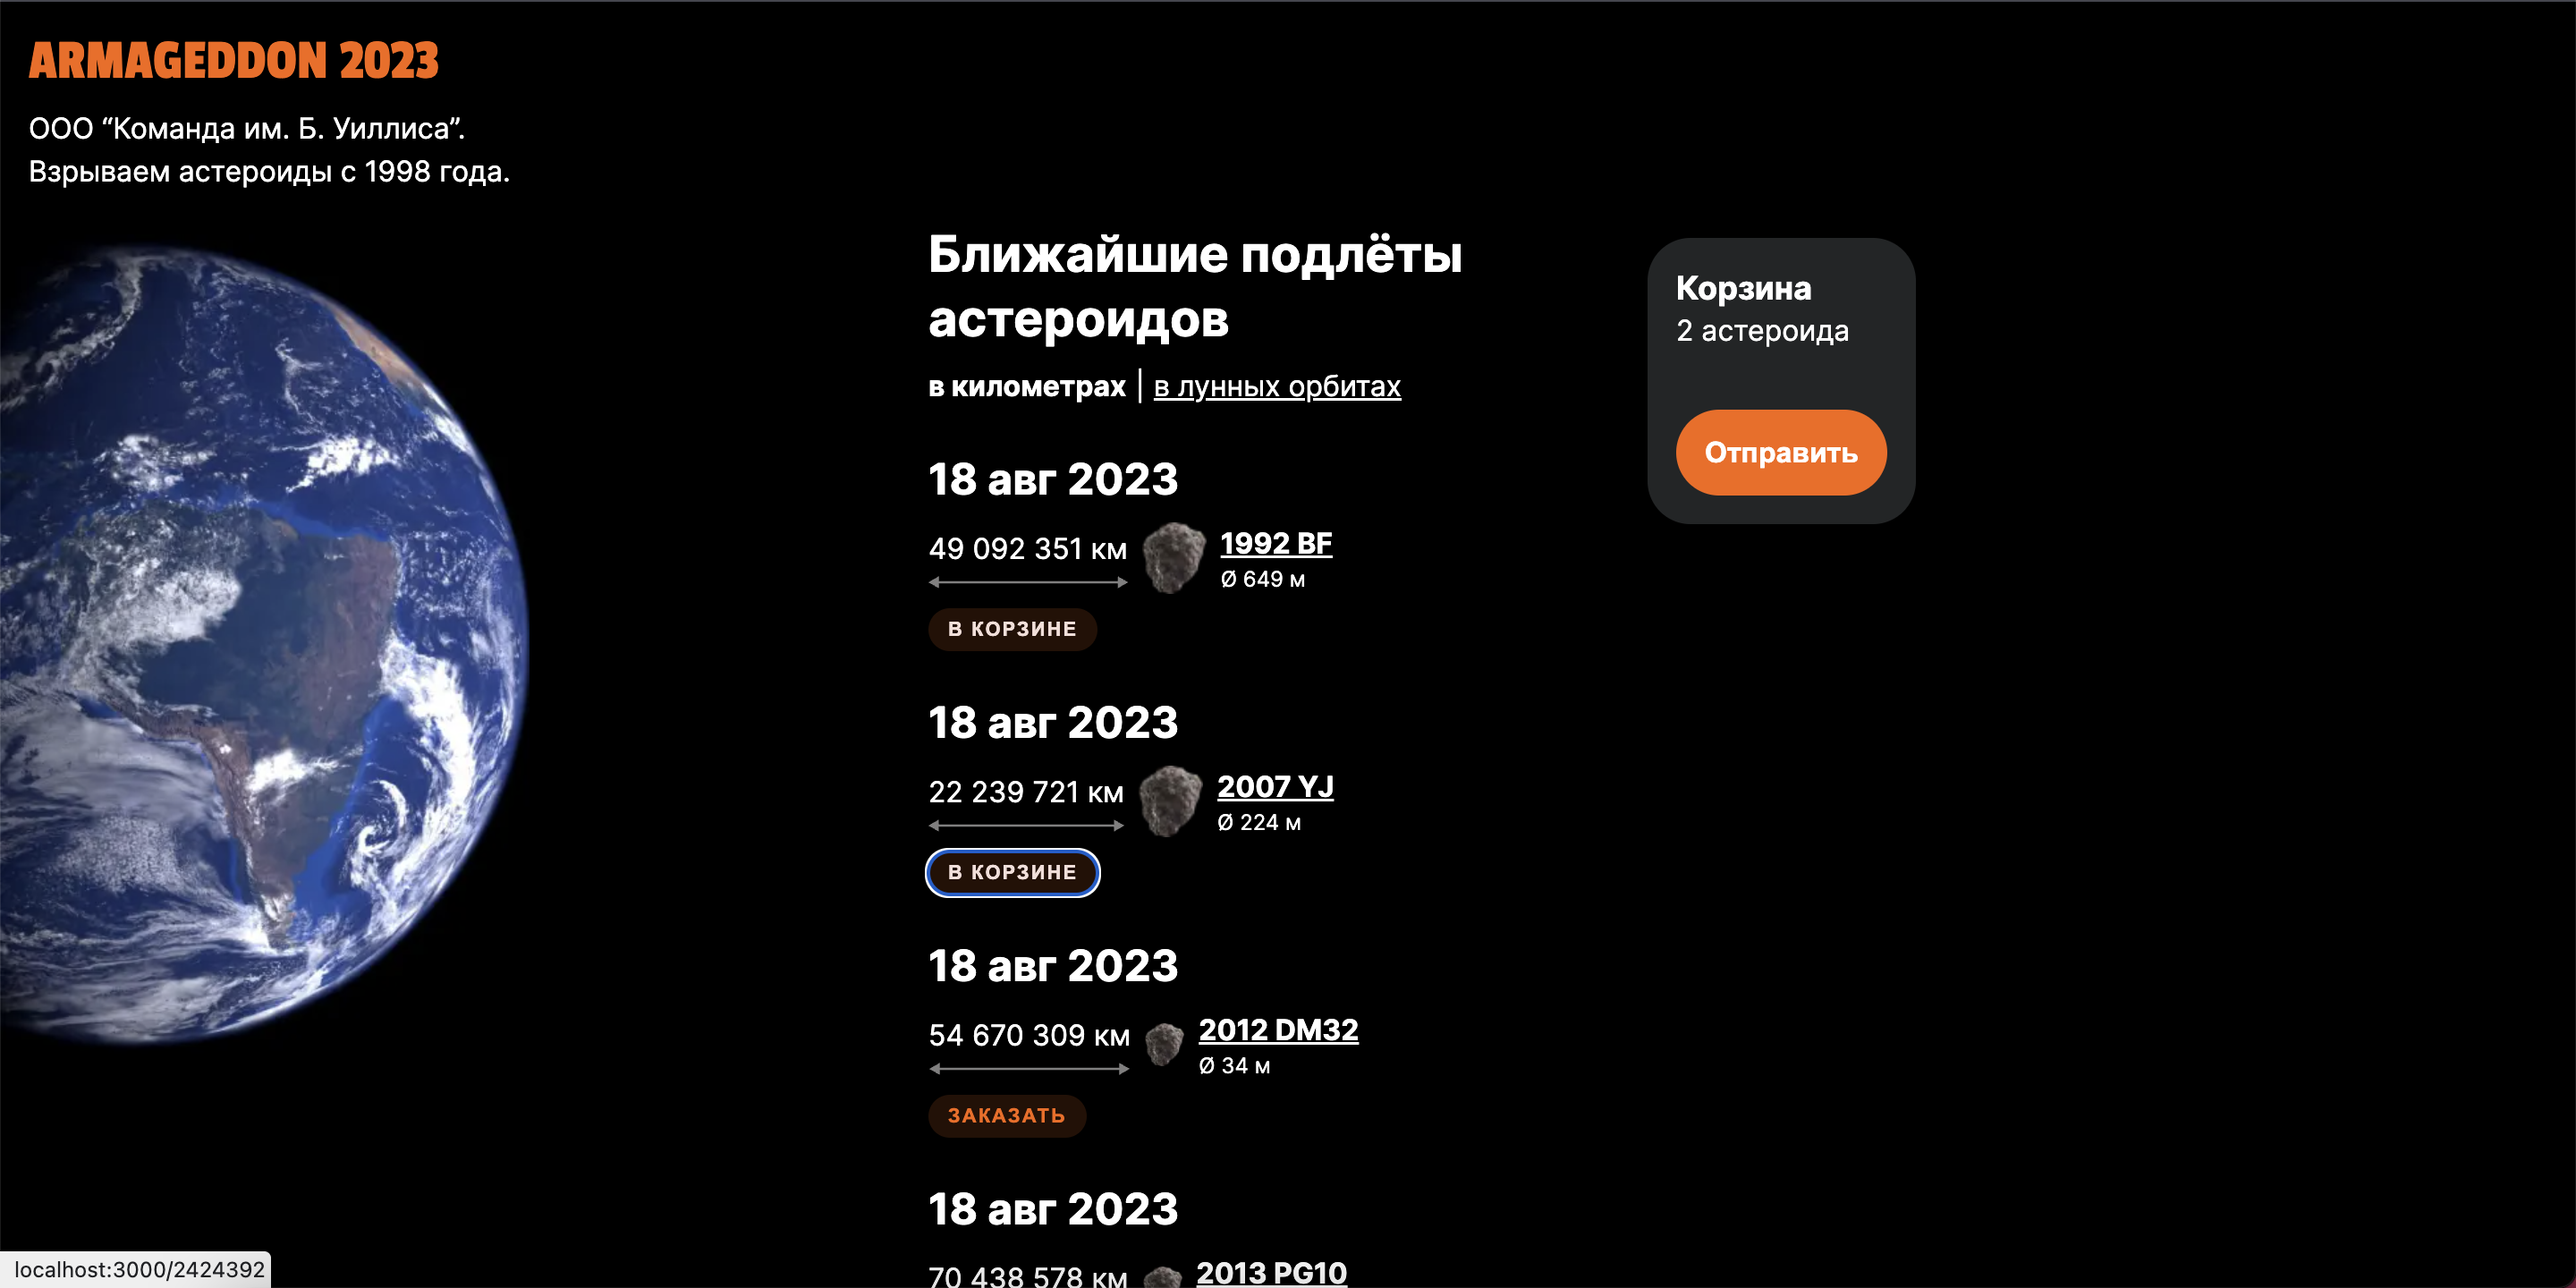 ARMAGEDDON 2023
ООО “Команда им. Б. Уиллиса”.
Взрываем астероиды с 1998 года.
Ближайшие подлёты
астероидов
в километрах | в лунных орбитах
18 авг 2023
49 092 351 км
1992 BF
Ø 649 м
В КОРЗИНЕ
18 авг 2023
22 239 721 км
2007 YJ
Ø 224 м
В КОРЗИНЕ
18 авг 2023
54 670 309 км
2012 DM32
Ø 34 м
ЗАКАЗАТЬ
18 авг 2023
70 438 578 км
2013 PG10
Корзина
2 астероида
Отправить
localhost:3000/2424392